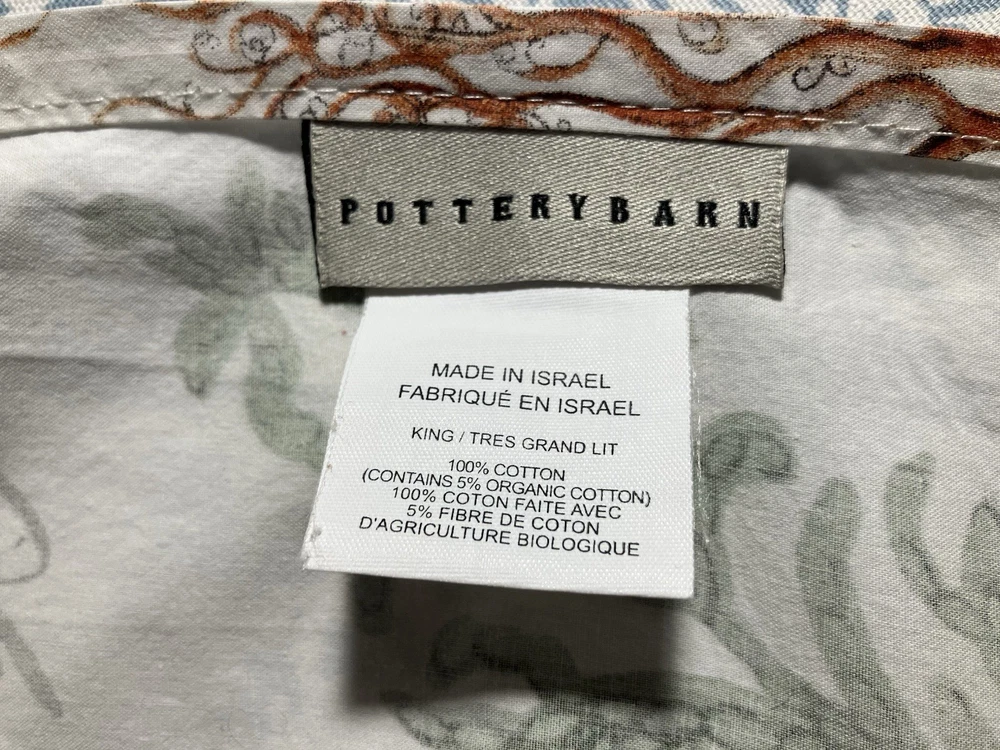 POTTERYBARN
MADE IN ISRAEL
FABRIQUÉ EN ISRAEL
KING / TRES GRAND LIT
100% COTTON
(CONTAINS 5% ORGANIC COTTON)
100% COTON FAITE AVEC
5% FIBRE DE COTON
D'AGRICULTURE BIOLOGIQUE